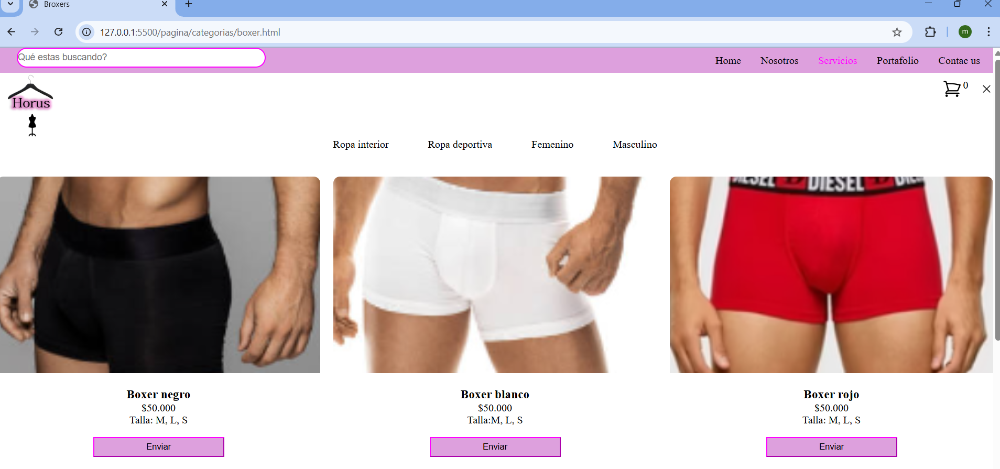 Broxers
127.0.0.1:5500/pagina/categorias/boxer.html
m
Qué estas buscando?
Home Nosotros Servicios Portafolio Contac us
Horus
0
Ropa interior Ropa deportiva Femenino Masculino
DIESEL
Boxer negro
$50.000
Talla: M, L, S
Enviar
Boxer blanco
$50.000
Talla:M, L, S
Enviar
Boxer rojo
$50.000
Talla: M, L, S
Enviar